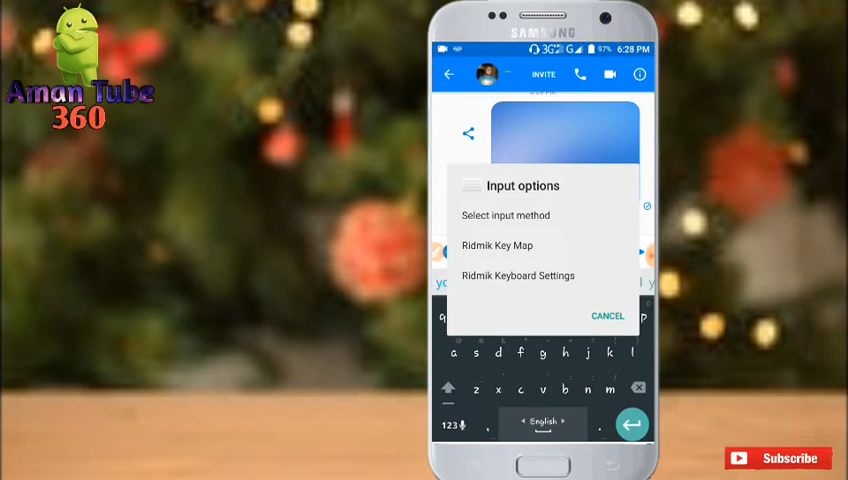 Aman Tube
360
SAMSUNG
3G G 97% 6:28 PM
INVITE
Input options
Select input method
Ridmik Key Map
Ridmik Keyboard Settings
CANCEL
q p
a s d f g h j k l
z x c v b n m
123 , English .
Subscribe